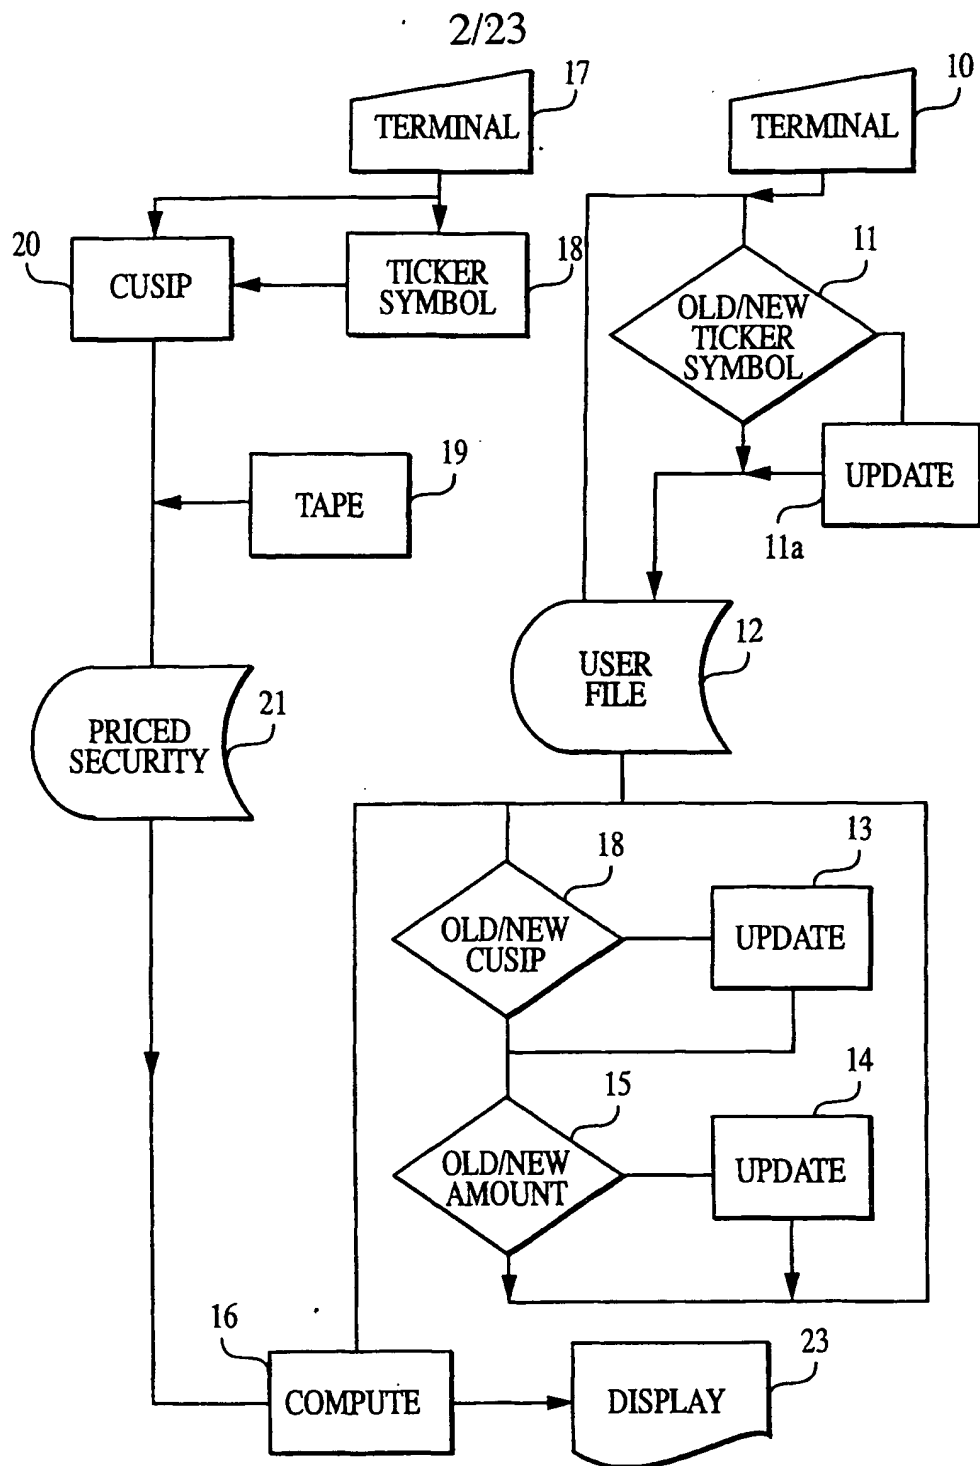 2/23
17
TERMINAL
10
TERMINAL
20
CUSIP
TICKER
SYMBOL
18
11
OLD/NEW
TICKER
SYMBOL
19
TAPE
UPDATE
11a
12
USER
FILE
21
PRICED
SECURITY
18
OLD/NEW
CUSIP
13
UPDATE
15
OLD/NEW
AMOUNT
14
UPDATE
16
COMPUTE
23
DISPLAY